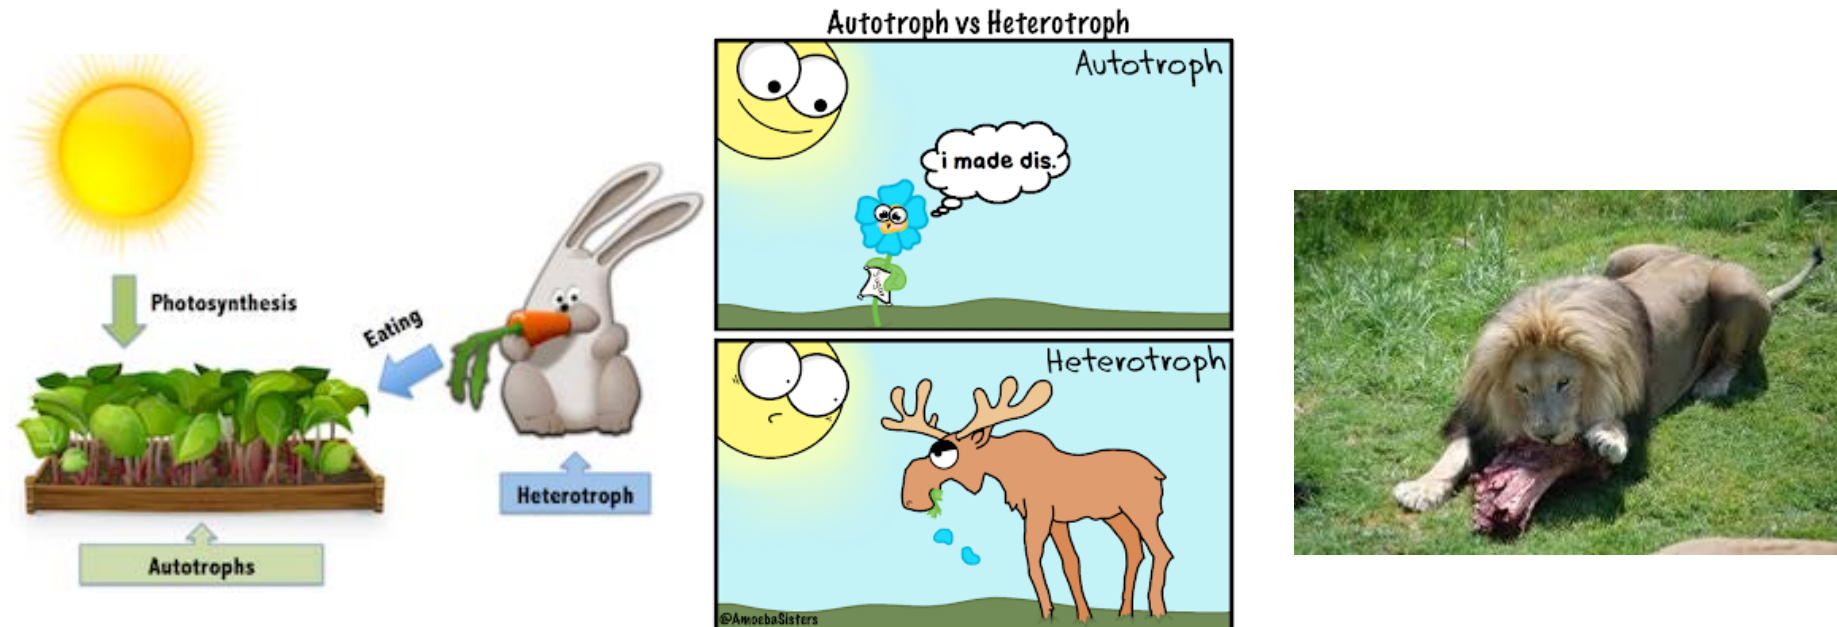 Photosynthesis
Eating
Heterotroph
Autotrophs
Autotroph vs Heterotroph
Autotroph
i made dis.
Heterotroph
@AmoebaSisters